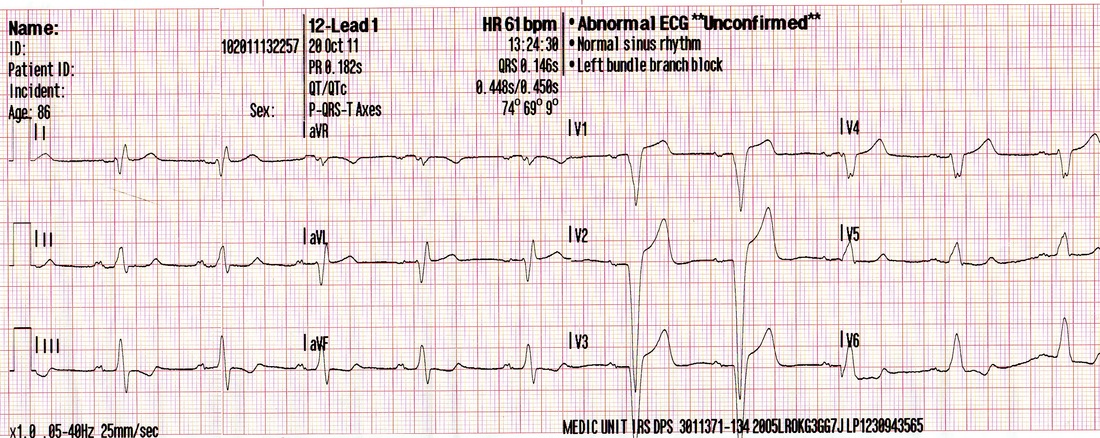 Name:
ID: 102011132257
Patient ID:
Incident:
Age: 86 Sex:
12-Lead 1 HR 61 bpm
20 Oct 11 13:24:30
PR 0.182s QRS 0.146s
QT/QTc 0.448s/0.450s
P-QRS-T Axes 74° 69° 9°
• Abnormal ECG **Unconfirmed**
• Normal sinus rhythm
• Left bundle branch block
I aVR V1 V4
II aVL V2 V5
III aVF V3 V6
x1.0 .05-40Hz 25mm/sec
MEDIC UNIT RS DPS 3011371-134 2005LR0KG3GG7J LP1230943565